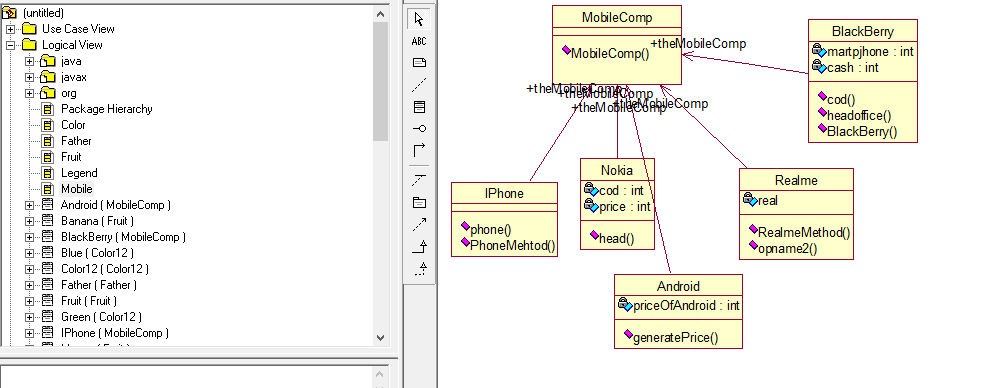 (untitled)
Use Case View
Logical View
java
javax
org
Package Hierarchy
Color
Father
Fruit
Legend
Mobile
Android ( MobileComp )
Banana ( Fruit )
BlackBerry ( MobileComp )
Blue ( Color12 )
Color12 ( Color12 )
Father ( Father )
Fruit ( Fruit )
Green ( Color12 )
IPhone ( MobileComp )
ABC
MobileComp
MobileComp()
+theMobileComp
+theMobileComp
+theMobileComp
+theMobileComp
+theMobileComp
BlackBerry
martpjhone : int
cash : int
cod()
headoffice()
BlackBerry()
IPhone
phone()
PhoneMehtod()
Nokia
cod : int
price : int
head()
Realme
real
RealmeMethod()
opname2()
Android
priceOfAndroid : int
generatePrice()